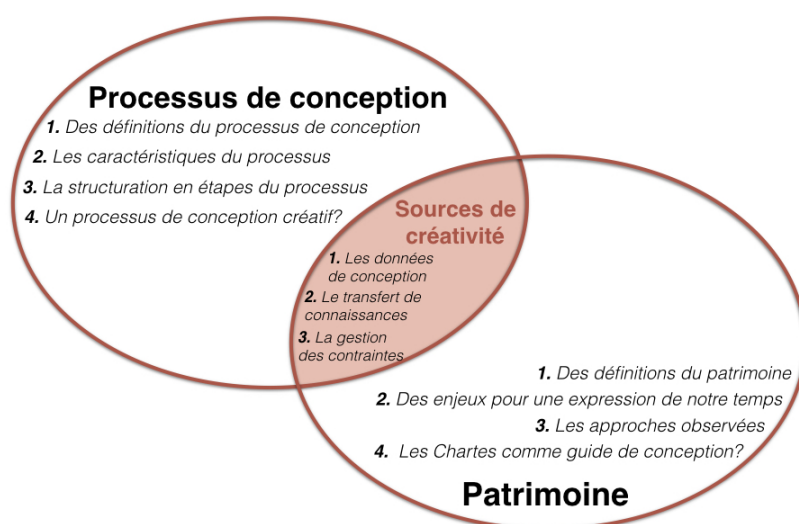 Processus de conception
1. Des définitions du processus de conception
2. Les caractéristiques du processus
3. La structuration en étapes du processus
4. Un processus de conception créatif?
Sources de
créativité
1. Les données
de conception
2. Le transfert de
connaissances
3. La gestion
des contraintes
1. Des définitions du patrimoine
2. Des enjeux pour une expression de notre temps
3. Les approches observées
4. Les Chartes comme guide de conception?
Patrimoine